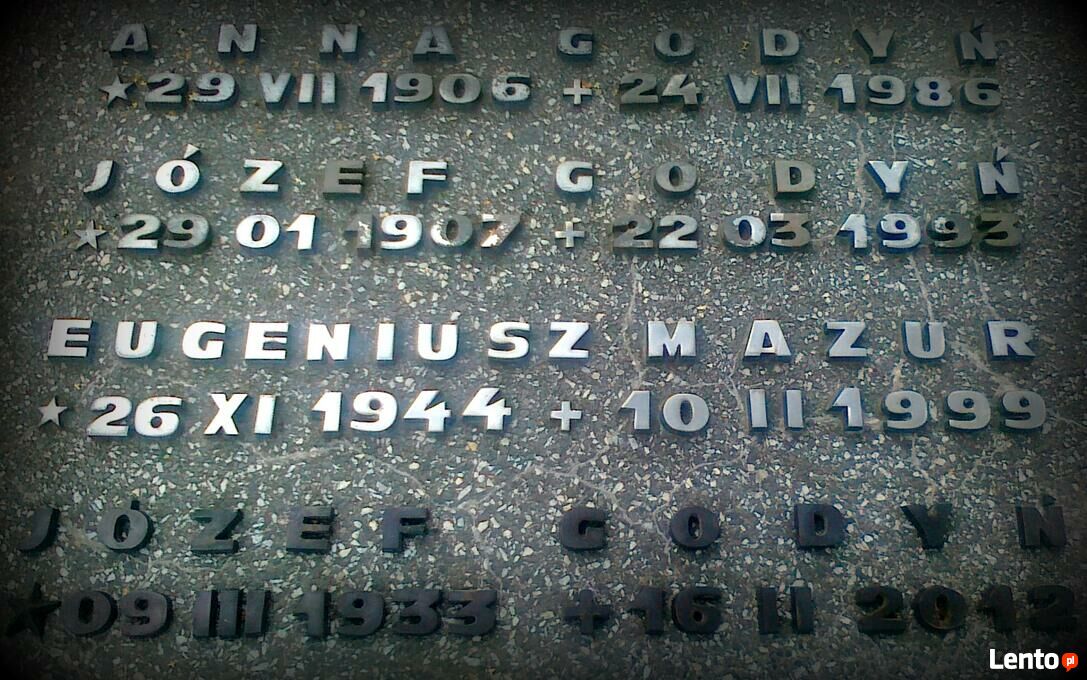 ANNA GODYŃ
★29 VII 1906 + 24 VII 1986
JÓZEF GODYŃ
★29 01 1907 + 22 03 1993
EUGENIUSZ MAZUR
★26 XI 1944 + 10 II 1999
JÓZEF GODYŃ
★09 III 1933 + 16 II 2012
Lento pl